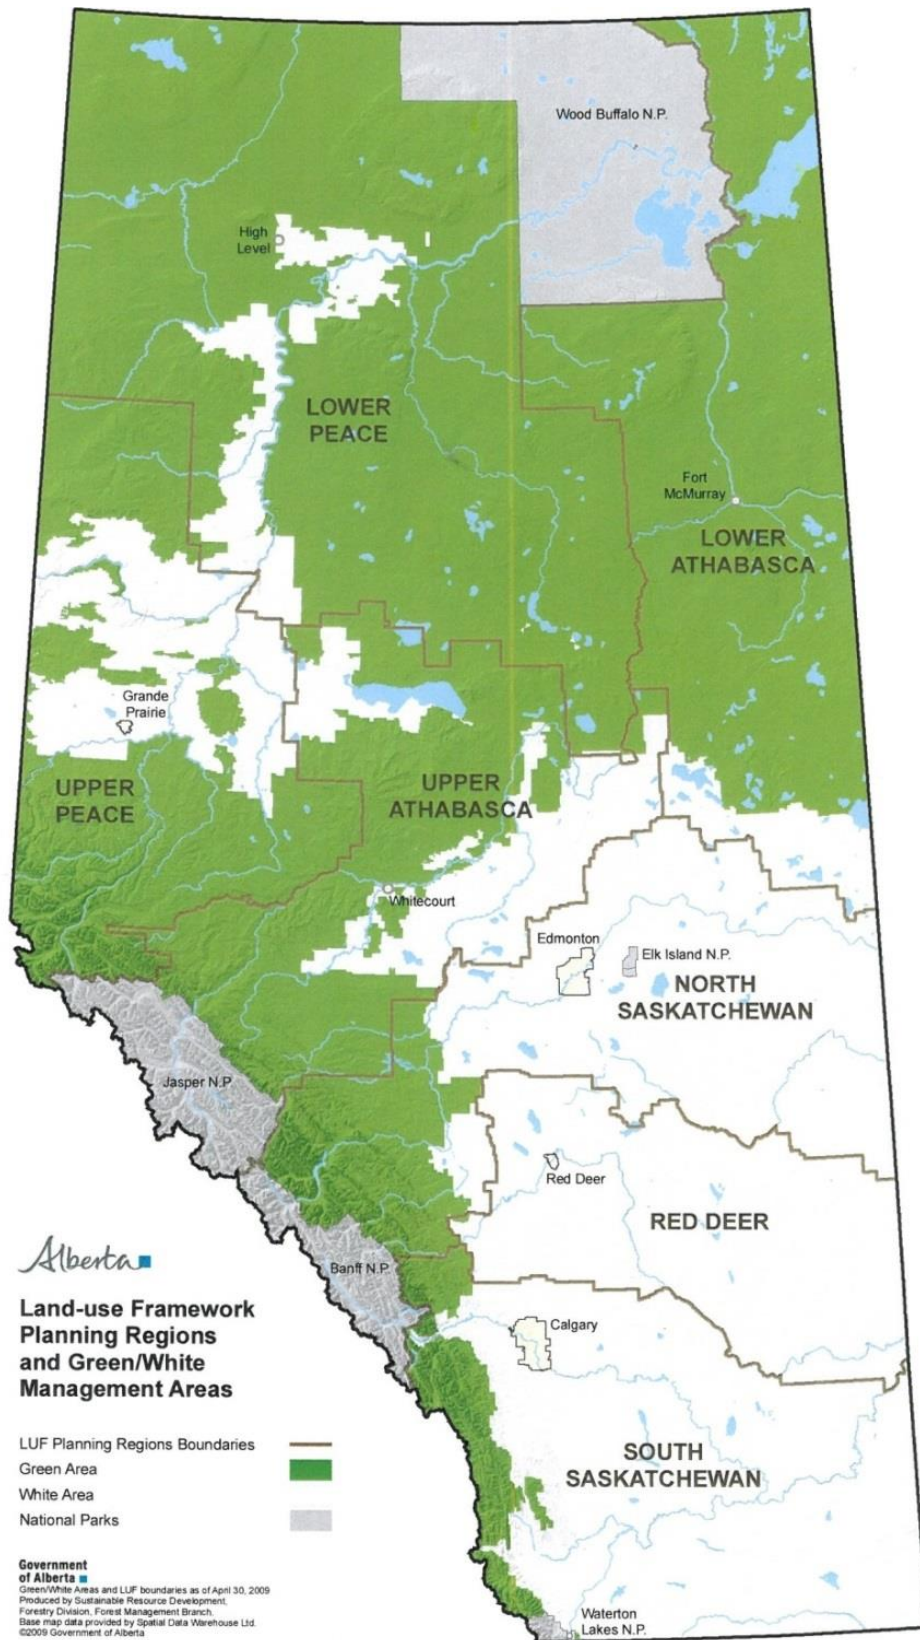 Wood Buffalo N.P.
High
Level
LOWER
PEACE
Fort
McMurray
LOWER
ATHABASCA
Grande
Prairie
UPPER
PEACE
UPPER
ATHABASCA
Whitecourt
Edmonton
Elk Island N.P.
NORTH
SASKATCHEWAN
Jasper N.P.
Red Deer
RED DEER
Banff N.P.
Calgary
SOUTH
SASKATCHEWAN
Waterton
Lakes N.P.
Alberta
Land-use Framework
Planning Regions
and Green/White
Management Areas
LUF Planning Regions Boundaries
Green Area
White Area
National Parks
Government
of Alberta
Green/White Areas and LUF boundaries as of April 30, 2009
Produced by Sustainable Resource Development,
Forestry Division, Forest Management Branch.
Base map data provided by Spatial Data Warehouse Ltd.
©2009 Government of Alberta